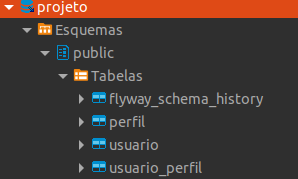 projeto
Esquemas
public
Tabelas
flyway_schema_history
perfil
usuario
usuario_perfil